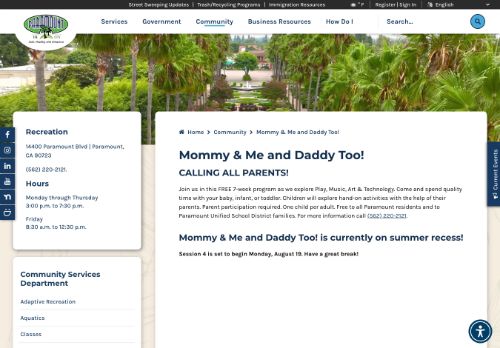 Street Sweeping Updates | Trash/Recycling Programs | Immigration Resources
° F Register | Sign In English
PARAMOUNT
Services Government Community Business Resources How Do I Search...
Current Events
Recreation
14400 Paramount Blvd | Paramount,
CA 90723
(562) 220-2121.
Hours
Monday through Thursday
3:00 p.m. to 7:30 p.m.
Friday
8:30 a.m. to 12:30 p.m.
Community Services
Department
Adaptive Recreation
Aquatics
Classes
Home > Community > Mommy & Me and Daddy Too!
Mommy & Me and Daddy Too!
CALLING ALL PARENTS!
Join us in this FREE 7-week program as we explore Play, Music, Art & Technology. Come and spend quality
time with your baby, infant, or toddler. Children will explore hand-on activities with the help of their
parents. Parent participation required. One child per adult. Free to all Paramount residents and to
Paramount Unified School District families. For more information call (562) 220-2121.
Mommy & Me and Daddy Too! is currently on summer recess!
Session 4 is set to begin Monday, August 19. Have a great break!